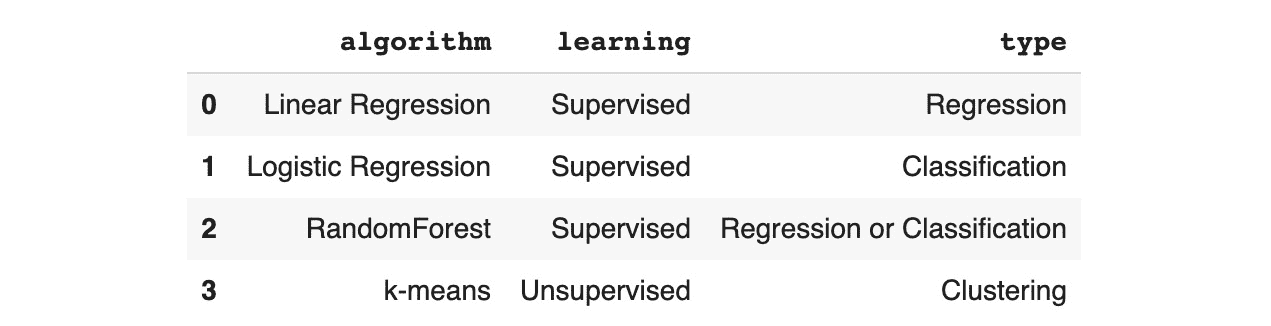 algorithm learning type
0 Linear Regression Supervised Regression
1 Logistic Regression Supervised Classification
2 RandomForest Supervised Regression or Classification
3 k-means Unsupervised Clustering